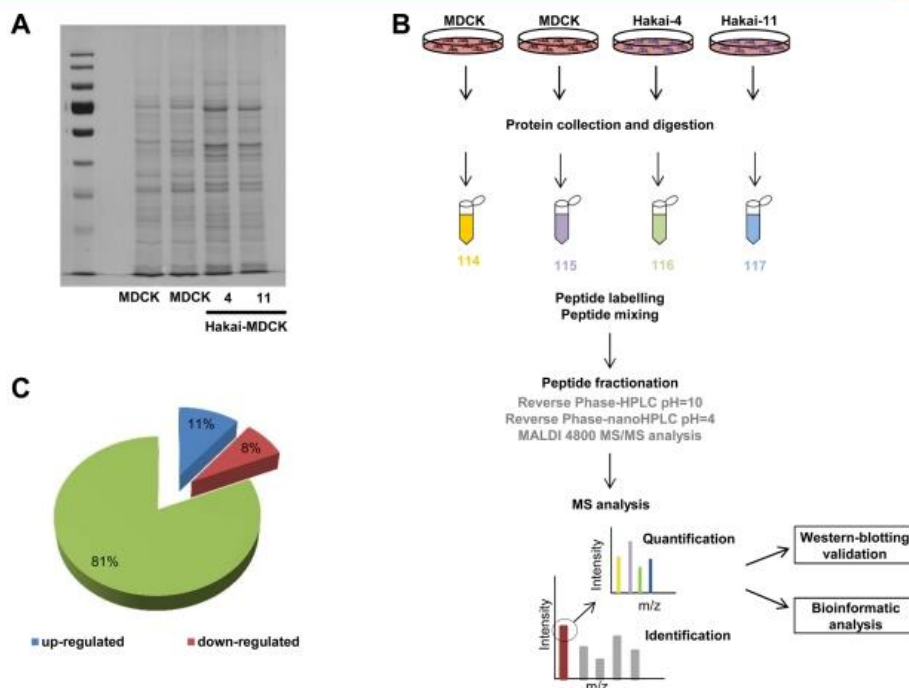 A
MDCK MDCK 4 11
Hakai-MDCK
B
MDCK MDCK Hakai-4 Hakai-11
Protein collection and digestion
114 115 116 117
Peptide labelling
Peptide mixing
Peptide fractionation
Reverse Phase-HPLC pH=10
Reverse Phase-nanoHPLC pH=4
MALDI 4800 MS/MS analysis
MS analysis
Quantification
Intensity
m/z
Identification
Intensity
m/z
Western-blotting
validation
Bioinformatic
analysis
C
11%
8%
81%
up-regulated down-regulated